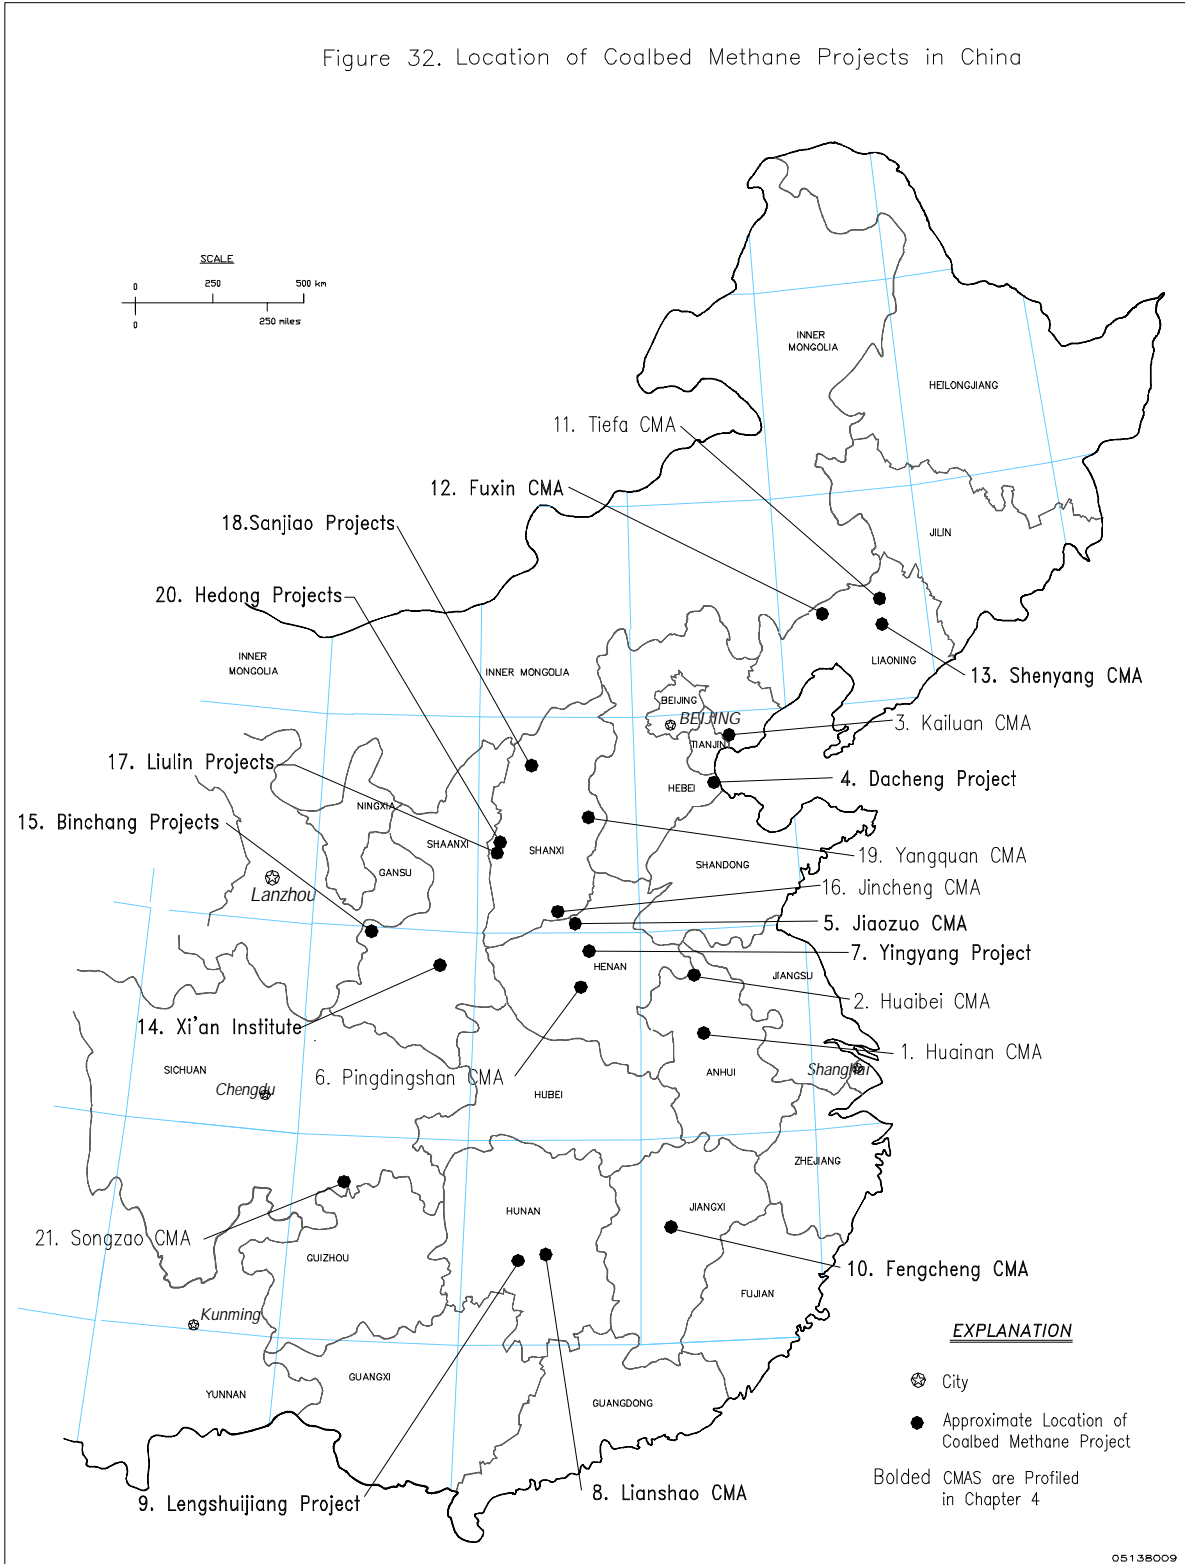 Figure 32. Location of Coalbed Methane Projects in China
SCALE
0 250 500 km
0 250 miles
INNER
MONGOLIA
HEILONGJIANG
11. Tiefa CMA
12. Fuxin CMA
18.Sanjiao Projects
JILIN
20. Hedong Projects
INNER
MONGOLIA
INNER MONGOLIA
LIAONING
13. Shenyang CMA
BEIJING
BEIJING
3. Kailuan CMA
TIANJIN
17. Liulin Projects
4. Dacheng Project
HEBEI
NINGXIA
15. Binchang Projects
SHAANXI
SHANXI
19. Yangquan CMA
SHANDONG
GANSU
16. Jincheng CMA
Lanzhou
5. Jiaozuo CMA
7. Yingyang Project
HENAN
JIANGSU
2. Huaibei CMA
14. Xi'an Institute
1. Huainan CMA
SICHUAN
6. Pingdingshan CMA
ANHUI
Shanghai
Chengdu
HUBEI
ZHEJIANG
HUNAN
JIANGXI
21. Songzao CMA
GUIZHOU
10. Fengcheng CMA
FUJIAN
Kunming
EXPLANATION
GUANGXI
City
YUNNAN
GUANGDONG
Approximate Location of
Coalbed Methane Project
Bolded CMAS are Profiled
in Chapter 4
8. Lianshao CMA
9. Lengshuijiang Project
05138009